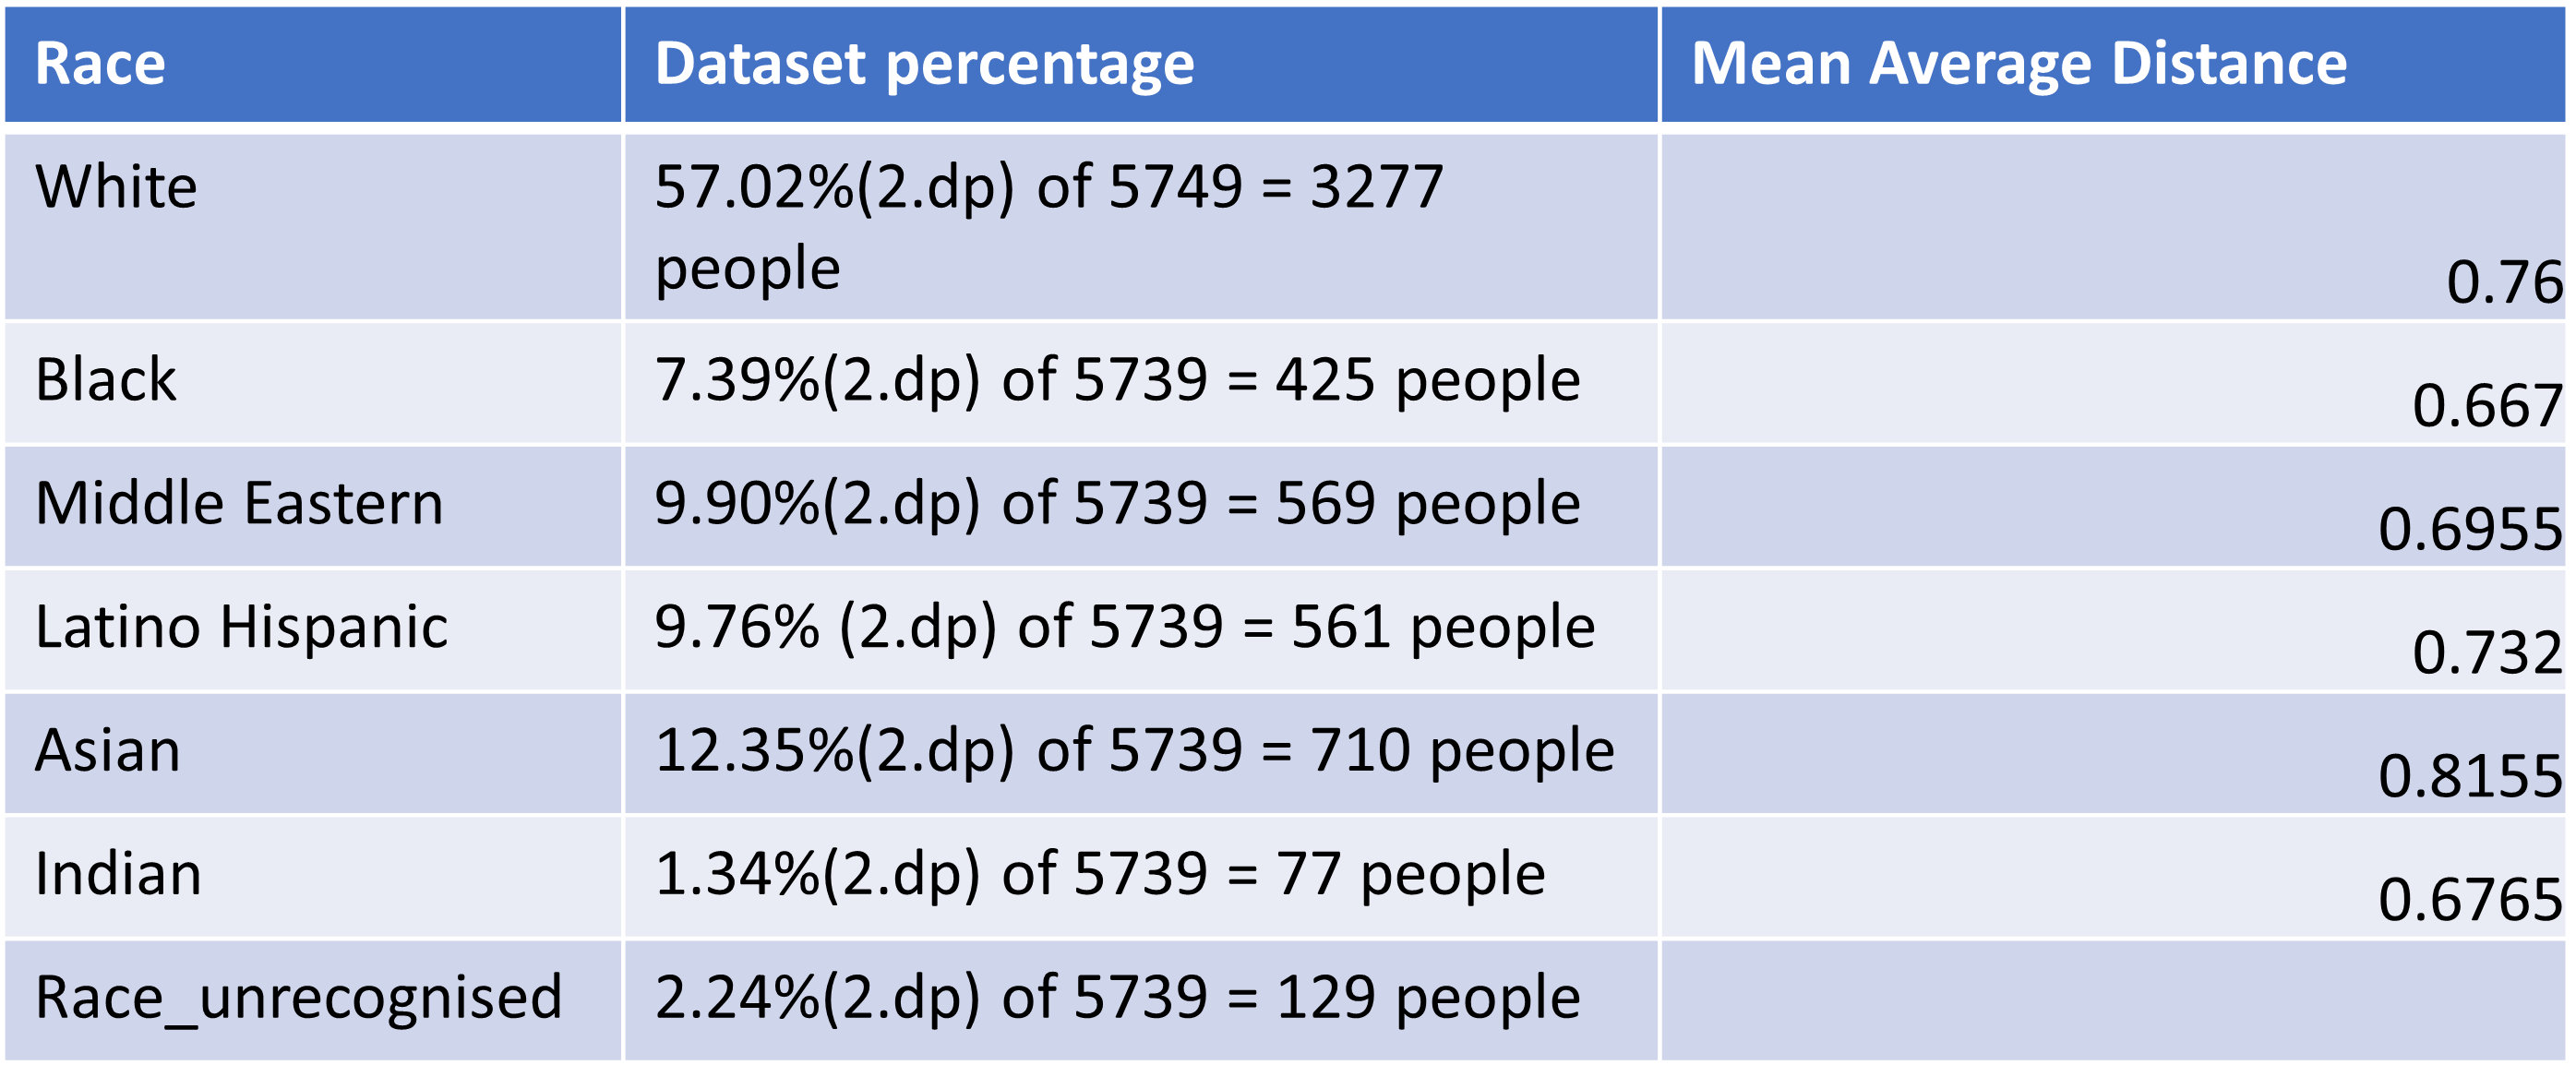 Race Dataset percentage Mean Average Distance
White 57.02%(2.dp) of 5749 = 3277
people 0.76
Black 7.39%(2.dp) of 5739 = 425 people 0.667
Middle Eastern 9.90%(2.dp) of 5739 = 569 people 0.6955
Latino Hispanic 9.76% (2.dp) of 5739 = 561 people 0.732
Asian 12.35%(2.dp) of 5739 = 710 people 0.8155
Indian 1.34%(2.dp) of 5739 = 77 people 0.6765
Race_unrecognised 2.24%(2.dp) of 5739 = 129 people